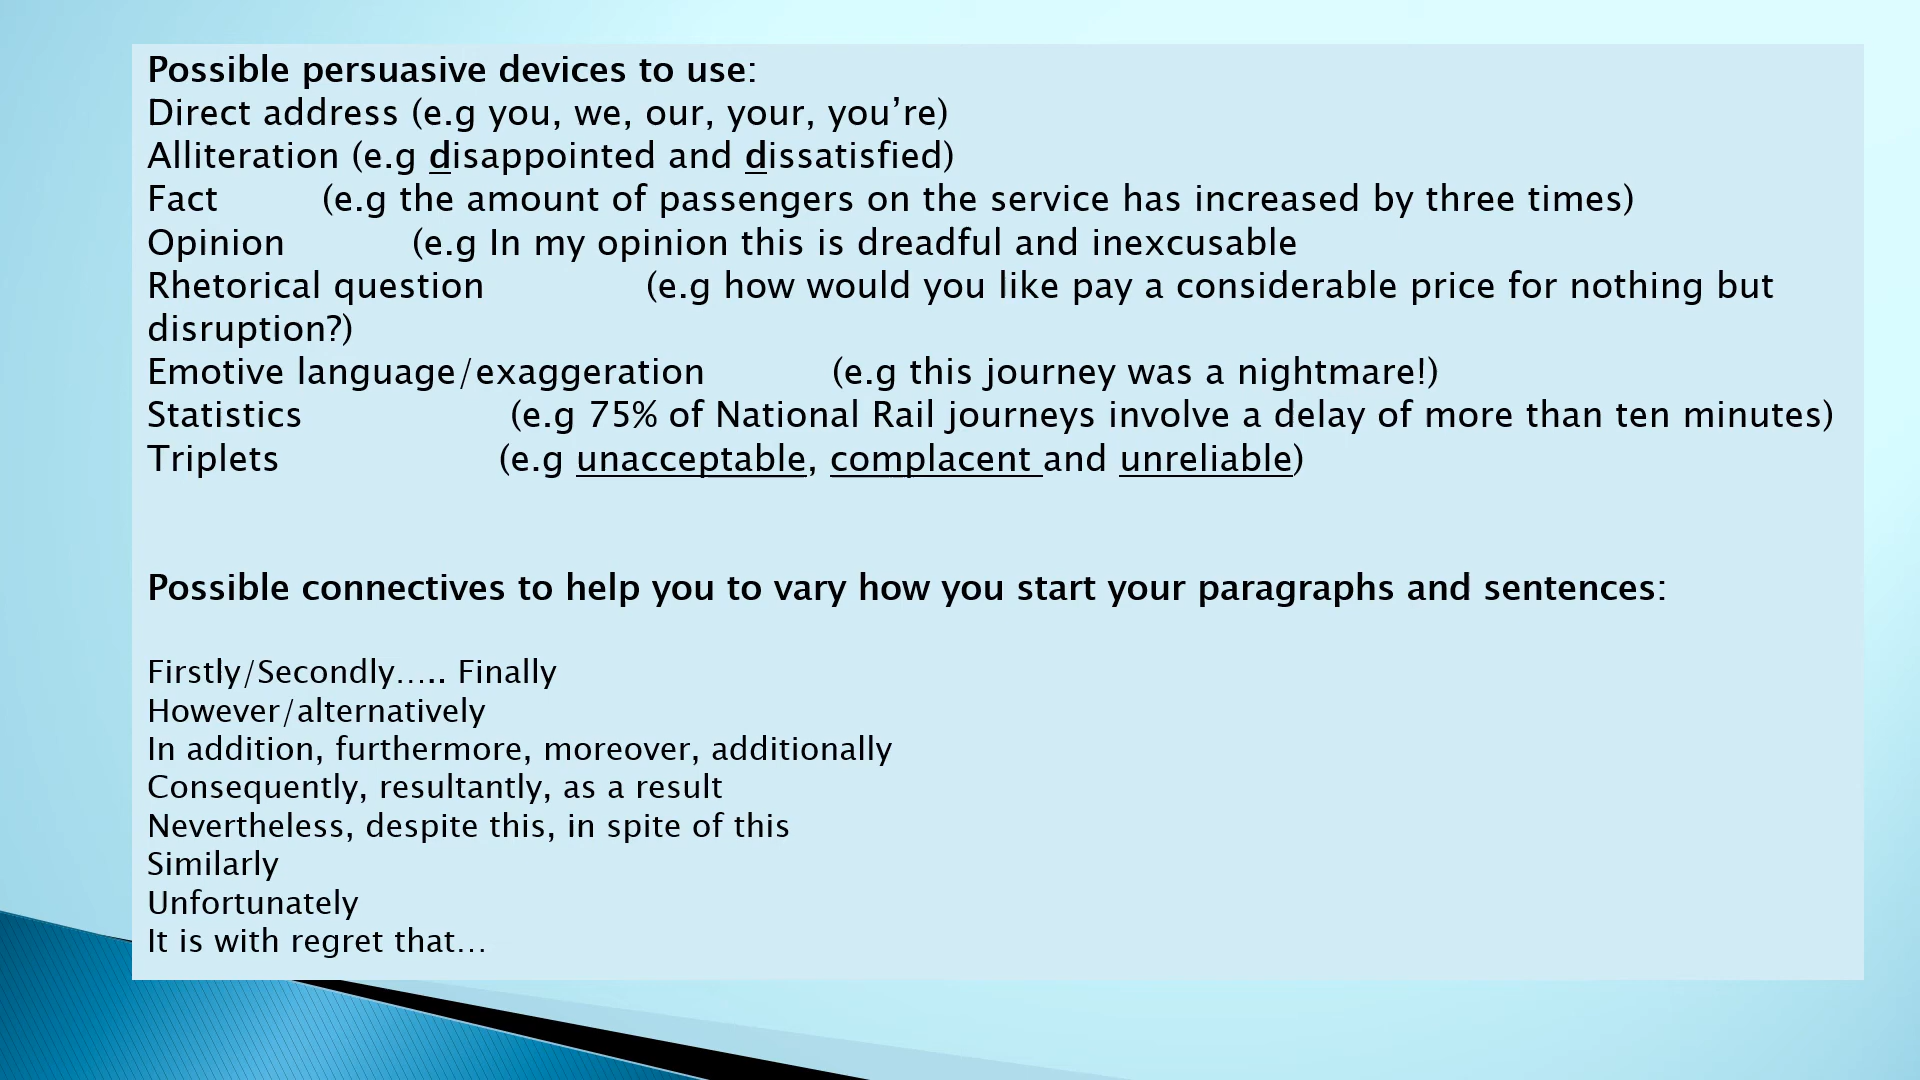 Possible persuasive devices to use:
Direct address (e.g you, we, our, your, you’re)
Alliteration (e.g disappointed and dissatisfied)
Fact (e.g the amount of passengers on the service has increased by three times)
Opinion (e.g In my opinion this is dreadful and inexcusable
Rhetorical question (e.g how would you like pay a considerable price for nothing but
disruption?)
Emotive language/exaggeration (e.g this journey was a nightmare!)
Statistics (e.g 75% of National Rail journeys involve a delay of more than ten minutes)
Triplets (e.g unacceptable, complacent and unreliable)
Possible connectives to help you to vary how you start your paragraphs and sentences:
Firstly/Secondly….. Finally
However/alternatively
In addition, furthermore, moreover, additionally
Consequently, resultantly, as a result
Nevertheless, despite this, in spite of this
Similarly
Unfortunately
It is with regret that…